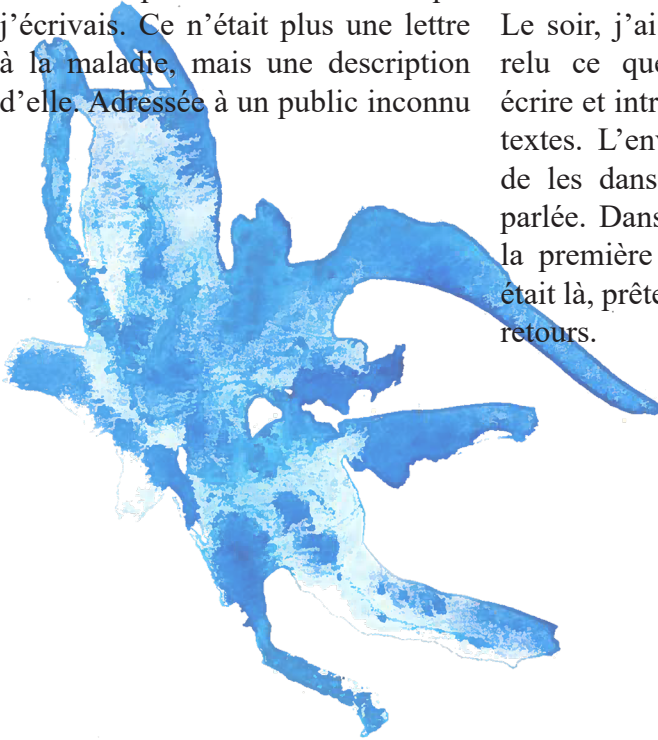 j’écrivais. Ce n’était plus une lettre
à la maladie, mais une description
d’elle. Adressée à un public inconnu
Le soir, j’ai
relu ce que
écrire et intr
textes. L’env
de les dans
parlée. Dans
la première
était là, prête
retours.